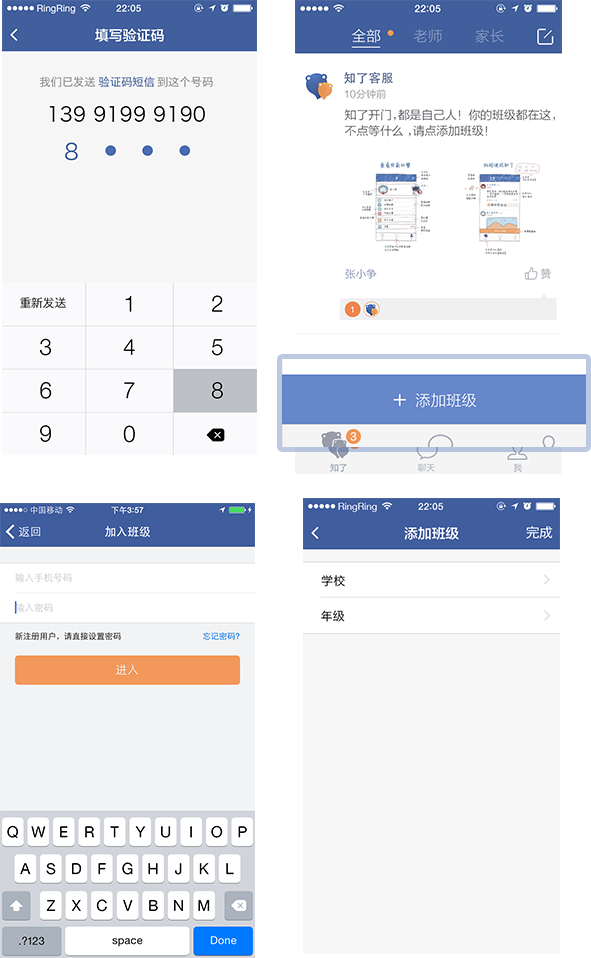 RingRing 22:05
填写验证码
我们已发送 验证码短信 到这个号码
139 9199 9190
8
重新发送 1 2
3 4 5
6 7 8
9 0
22:05
全部 老师 家长
知了客服
10分钟前
知了开门，都是自己人！你的班级都在这，
不点等什么，请点添加班级！
张小争 赞
1
+ 添加班级
3
知了 聊天 我
中国移动 下午3:57
返回 加入班级
输入手机号码
输入密码
新注册用户，请直接设置密码 忘记密码?
进入
Q W E R T Y U I O P
A S D F G H J K L
Z X C V B N M
.?123 space Done
RingRing 22:05
添加班级 完成
学校
年级